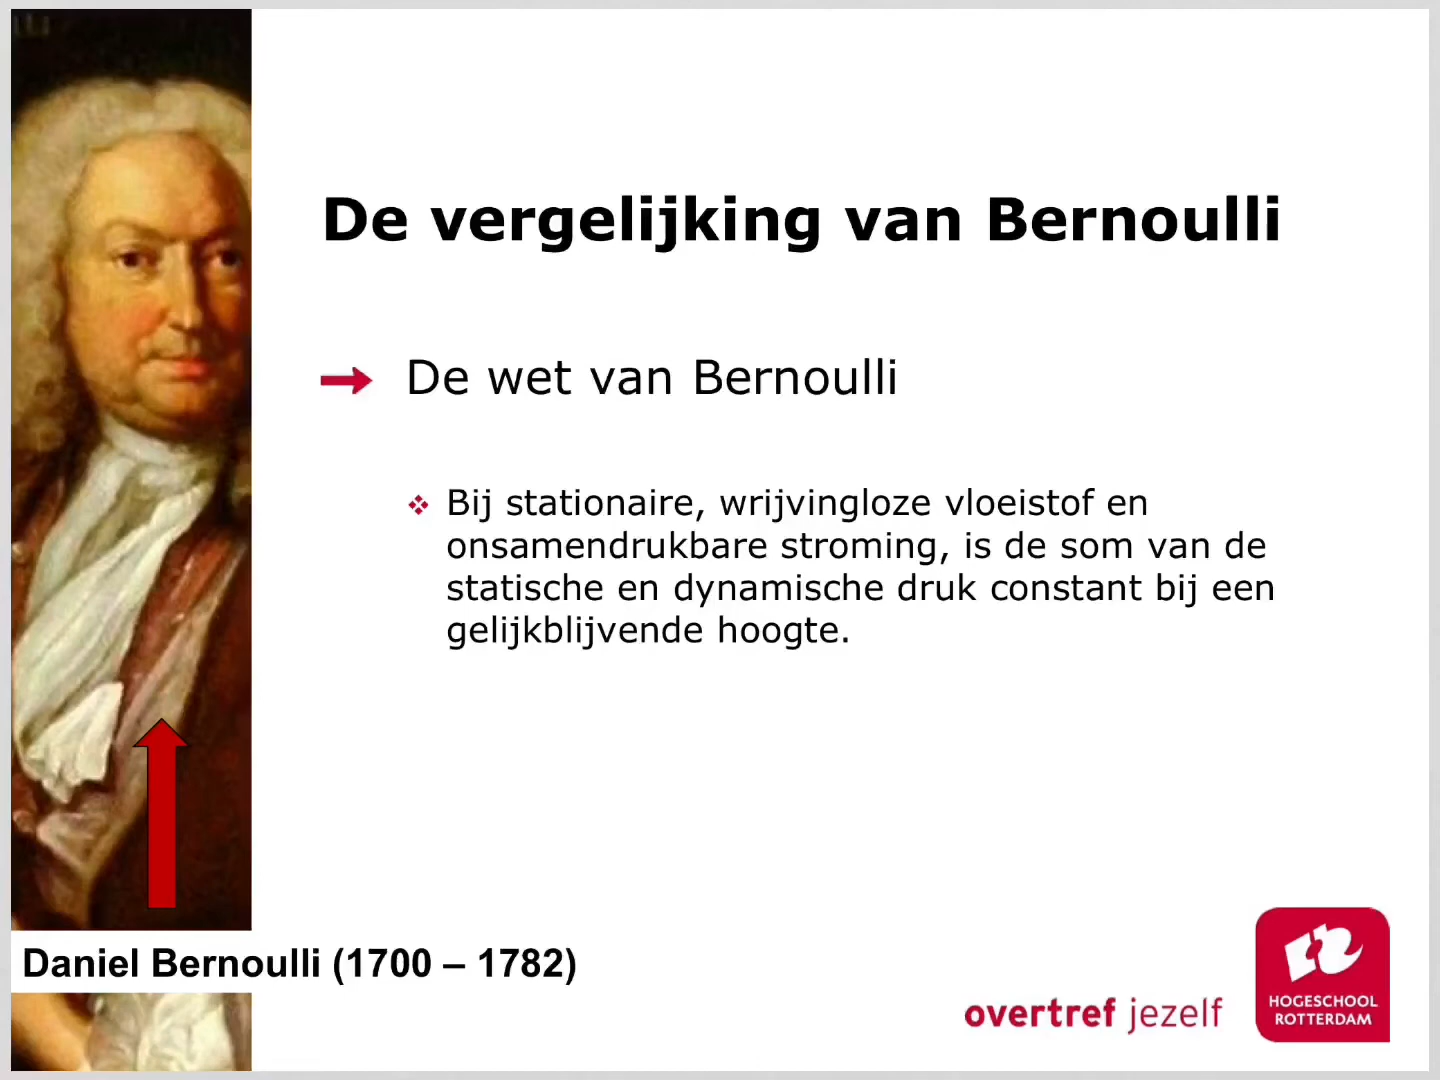 De vergelijking van Bernoulli
De wet van Bernoulli
Bij stationaire, wrijvingloze vloeistof en
onsamendrukbare stroming, is de som van de
statische en dynamische druk constant bij een
gelijkblijvende hoogte.
Daniel Bernoulli (1700 – 1782)
overtref jezelf
HOGESCHOOL
ROTTERDAM